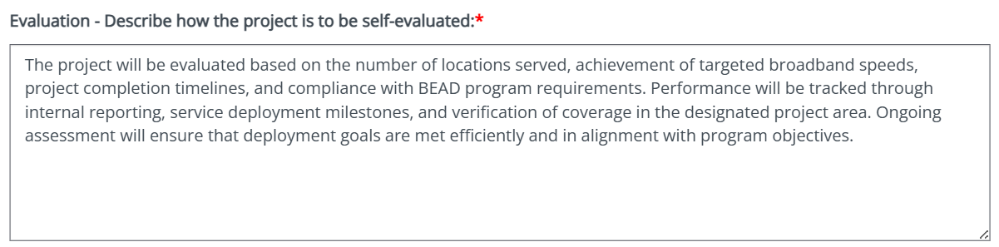 Evaluation - Describe how the project is to be self-evaluated:*
The project will be evaluated based on the number of locations served, achievement of targeted broadband speeds,
project completion timelines, and compliance with BEAD program requirements. Performance will be tracked through
internal reporting, service deployment milestones, and verification of coverage in the designated project area. Ongoing
assessment will ensure that deployment goals are met efficiently and in alignment with program objectives.